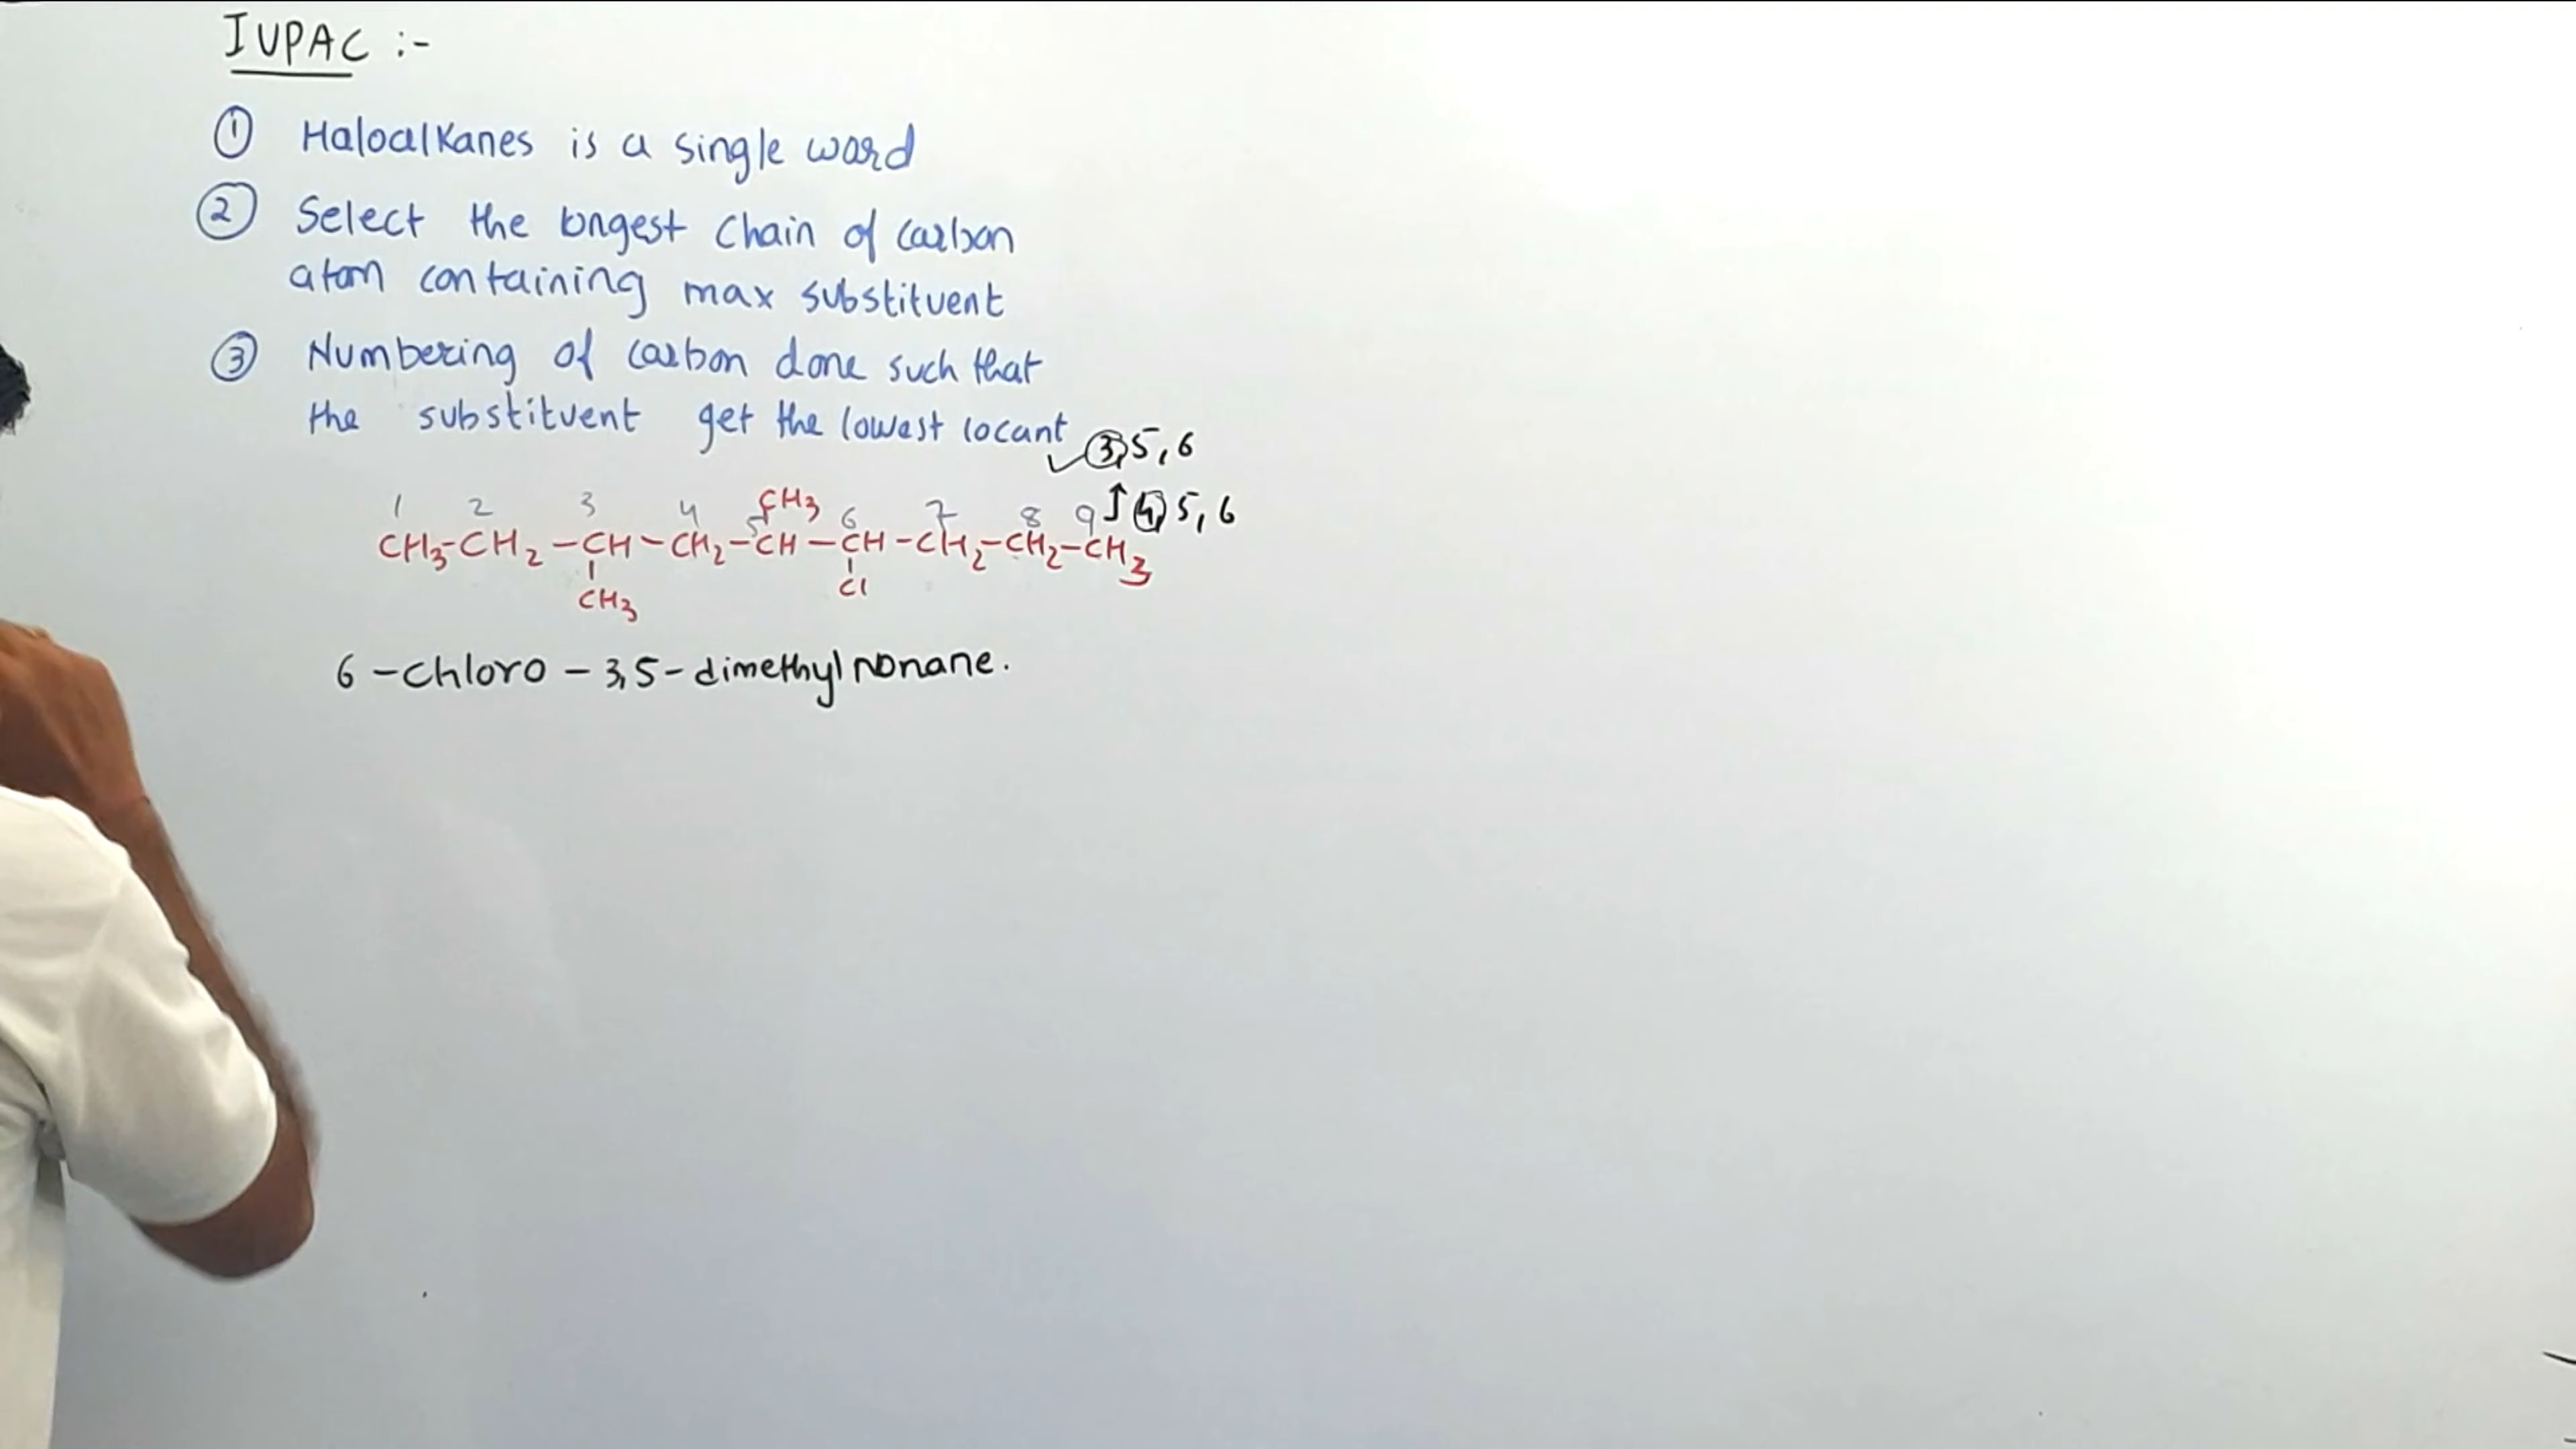 IUPAC :-
① Haloalkanes is a single word
② Select the longest chain of carbon
atom containing max substituent
③ Numbering of carbon done such that
the substituent get the lowest locant ✓ 3,5,6
↑ 4,5,6
1 2 3 4 5 CH3 6 7 8 9
CH3-CH2-CH-CH2-CH-CH-CH2-CH2-CH3
CH3 Cl
6-chloro-3,5-dimethylnonane.